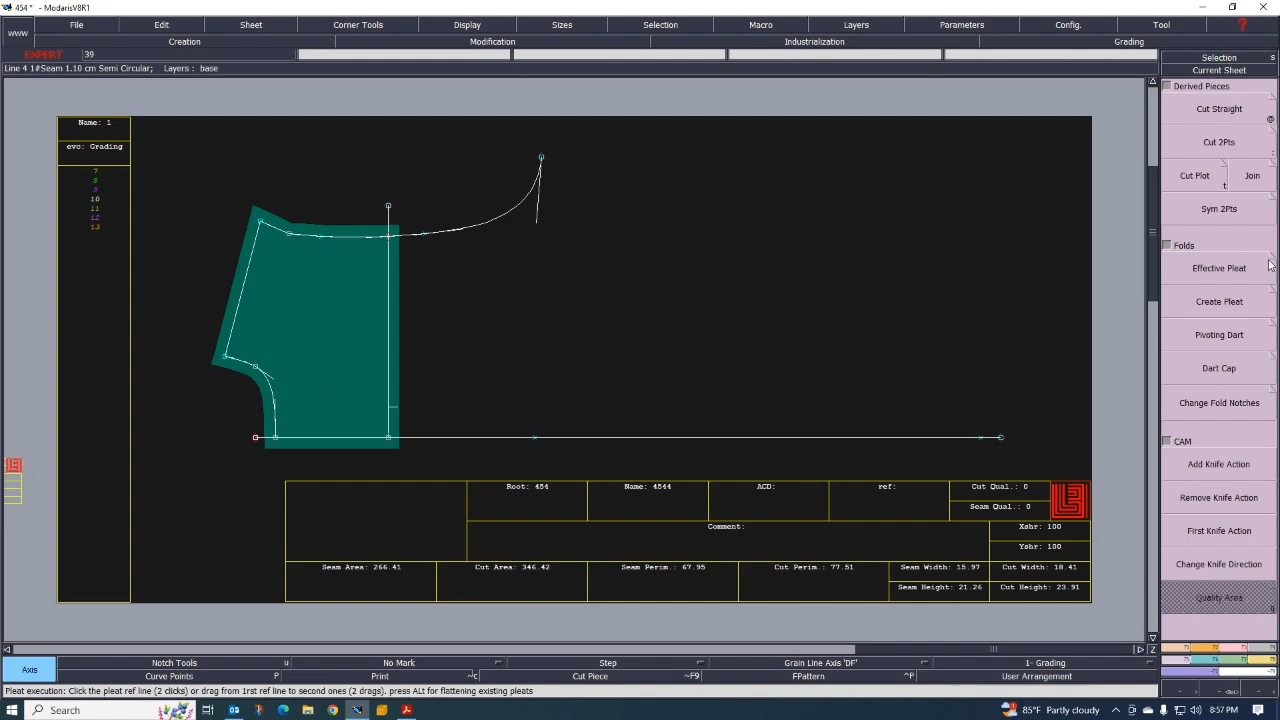 454 * - ModarisV8R1
www
File Edit Sheet Corner Tools Display Sizes Selection Macro Layers Parameters Config. Tool ?
Creation Modification Industrialization Grading
EXPERT 39
Line 4 1#Seam 1.10 cm Semi Circular; Layers : base
Selection s
Current Sheet
Derived Pieces
Cut Straight @
Cut 2Pts :
Cut Plot t Join
Sym 2Pts
Folds
Effective Pleat
Create Pleat
Pivoting Dart
Dart Cap
Change Fold Notches
CAM
Add Knife Action
Remove Knife Action
First Knife Action
Change Knife Direction
Quality Area
Name: 1
evo: Grading
7
8
9
10
11
12
13
Root: 454 Name: 4544 ACD: ref: Cut Qual.: 0
Seam Qual.: 0
Comment: Xshr: 100
Yshr: 100
Seam Area: 266.41 Cut Area: 346.42 Seam Perim.: 67.95 Cut Perim.: 77.51 Seam Width: 15.97 Cut Width: 18.41
Seam Height: 21.26 Cut Height: 23.91
Axis Notch Tools u No Mark Step Grain Line Axis 'DF' 1- Grading
Curve Points P Print ~c Cut Piece ~F9 FPattern ^P User Arrangement
Pleat execution: Click the pleat ref line (2 clicks) or drag from 1rst ref line to second ones (2 drags), press ALT for flattening existing pleats
Search 85°F Partly cloudy 8:57 PM